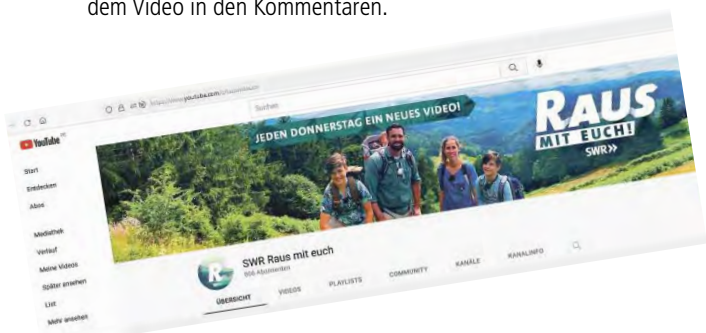 dem Video in den Kommentaren.
YouTube
Suchen
JEDEN DONNERSTAG EIN NEUES VIDEO!
RAUS
MIT EUCH!
SWR»
Start
Entdecken
Abos
Mediathek
Verlauf
Meine Videos
Später ansehen
List
Mehr ansehen
SWR Raus mit euch
Abonnenten
ÜBERSICHT VIDEOS PLAYLISTS COMMUNITY KANÄLE KANALINFO